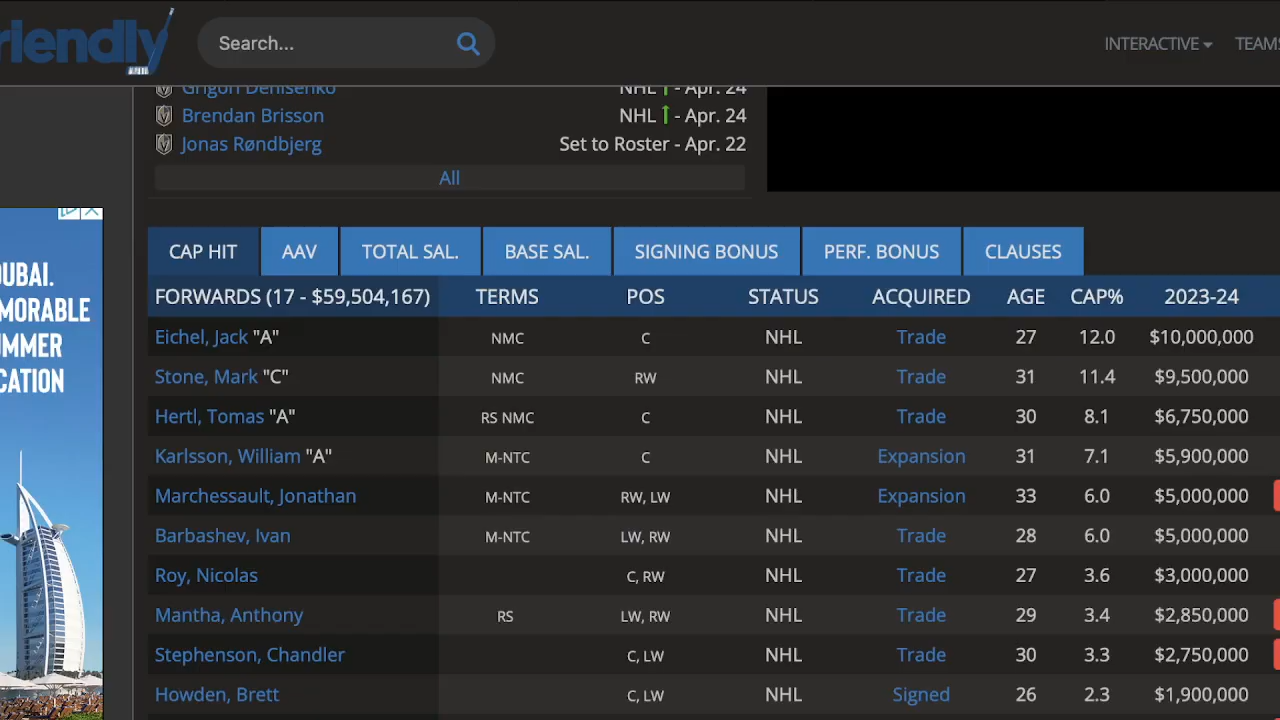 riendly
Search...
INTERACTIVE
TEAMS
Grigori Denisenko NHL - Apr. 24
Brendan Brisson NHL - Apr. 24
Jonas Røndbjerg Set to Roster - Apr. 22
All
DUBAI.
MORABLE
UMMER
CATION
CAP HIT AAV TOTAL SAL. BASE SAL. SIGNING BONUS PERF. BONUS CLAUSES
FORWARDS (17 - $59,504,167) TERMS POS STATUS ACQUIRED AGE CAP% 2023-24
Eichel, Jack "A" NMC C NHL Trade 27 12.0 $10,000,000
Stone, Mark "C" NMC RW NHL Trade 31 11.4 $9,500,000
Hertl, Tomas "A" RS NMC C NHL Trade 30 8.1 $6,750,000
Karlsson, William "A" M-NTC C NHL Expansion 31 7.1 $5,900,000
Marchessault, Jonathan M-NTC RW, LW NHL Expansion 33 6.0 $5,000,000
Barbashev, Ivan M-NTC LW, RW NHL Trade 28 6.0 $5,000,000
Roy, Nicolas C, RW NHL Trade 27 3.6 $3,000,000
Mantha, Anthony RS LW, RW NHL Trade 29 3.4 $2,850,000
Stephenson, Chandler C, LW NHL Trade 30 3.3 $2,750,000
Howden, Brett C, LW NHL Signed 26 2.3 $1,900,000